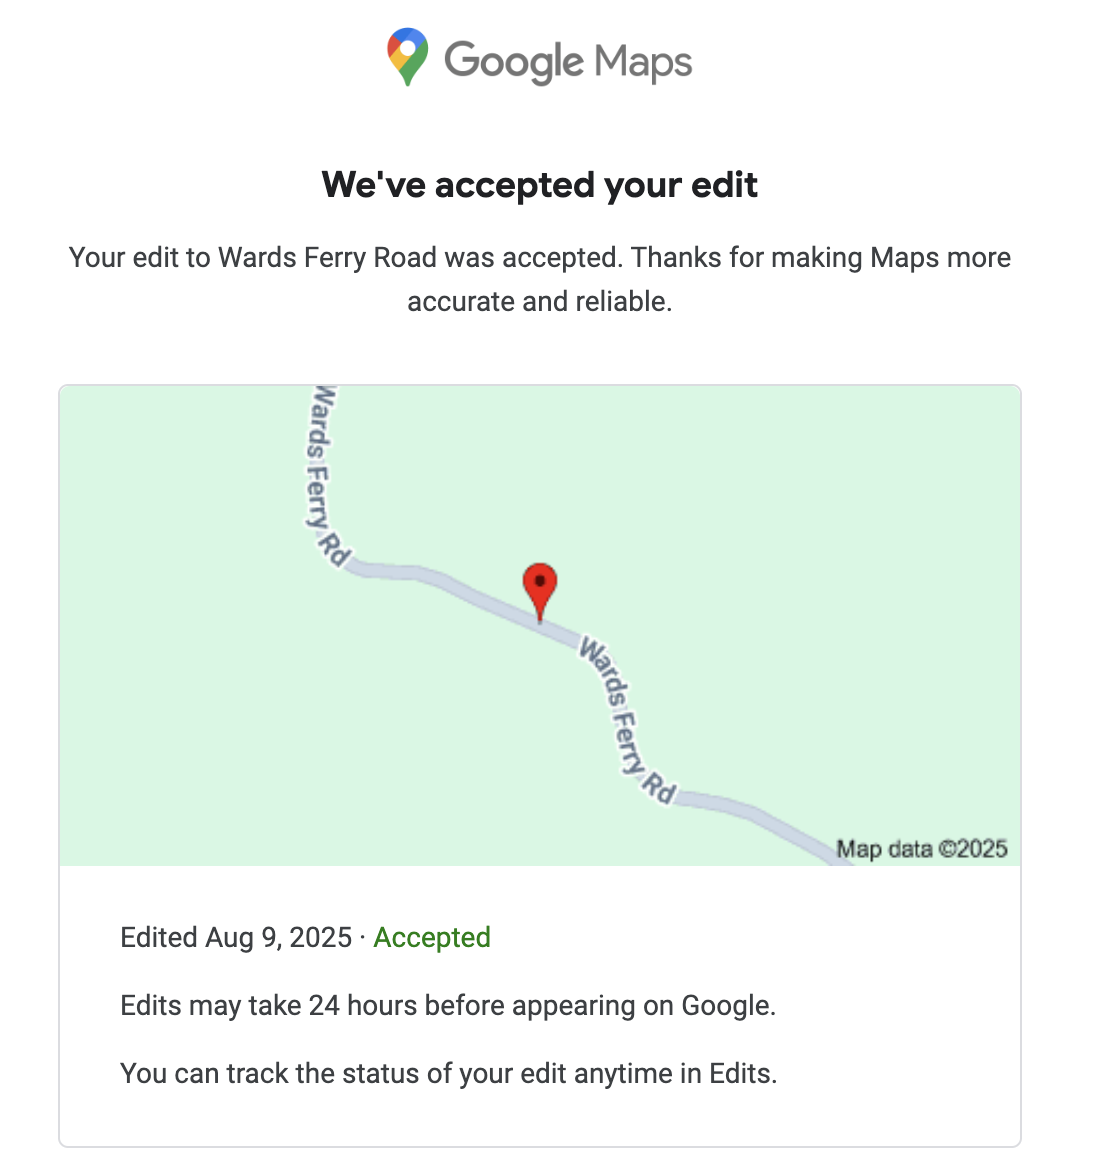 Google Maps
We've accepted your edit
Your edit to Wards Ferry Road was accepted. Thanks for making Maps more
accurate and reliable.
Wards Ferry Rd
Wards Ferry Rd
Map data ©2025
Edited Aug 9, 2025 · Accepted
Edits may take 24 hours before appearing on Google.
You can track the status of your edit anytime in Edits.